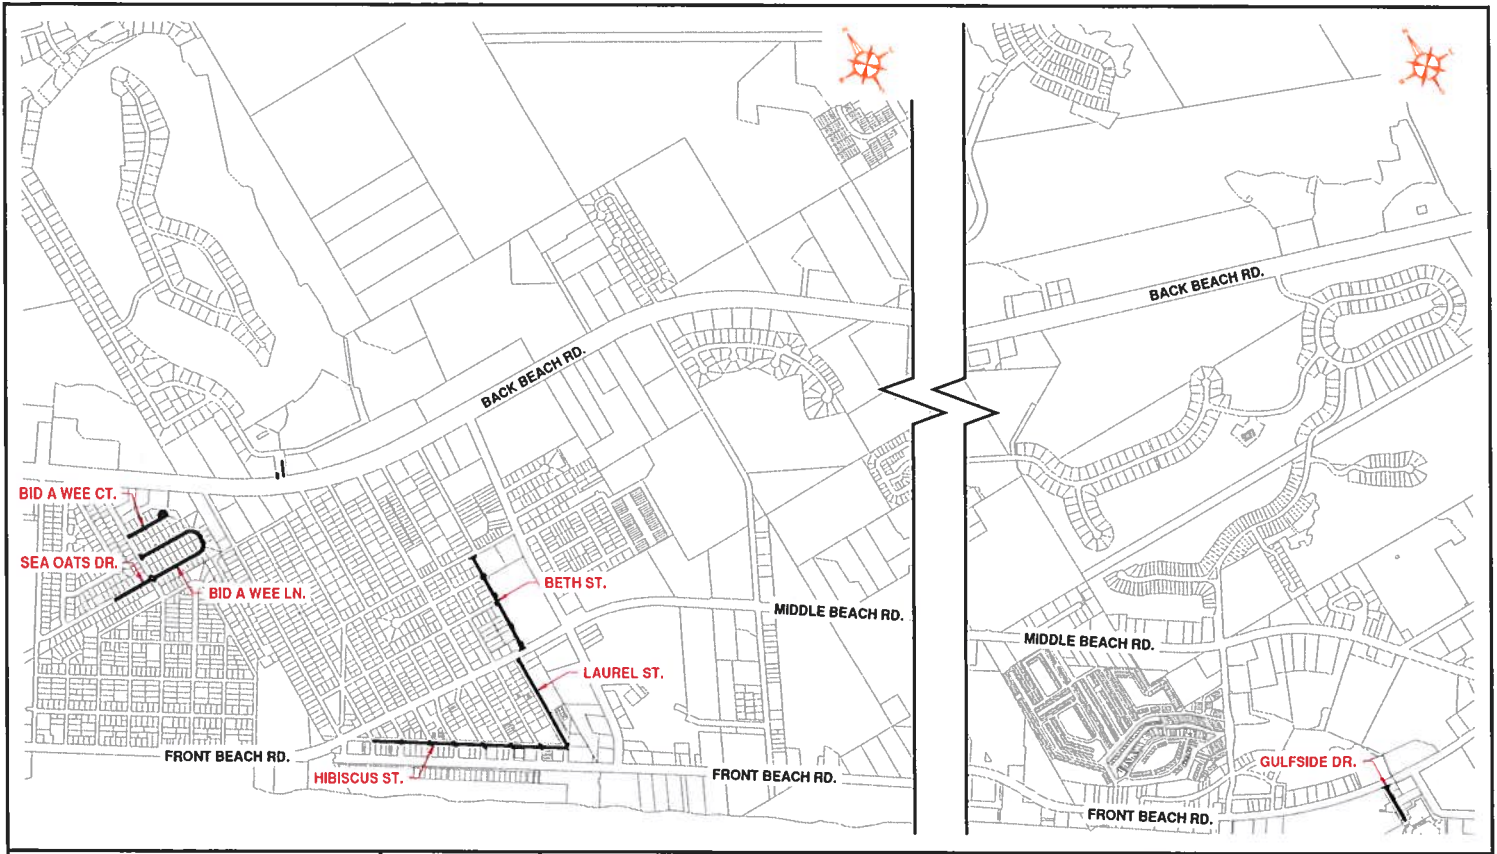 BACK BEACH RD.
BID A WEE CT.
SEA OATS DR.
BID A WEE LN.
BETH ST.
MIDDLE BEACH RD.
LAUREL ST.
FRONT BEACH RD.
HIBISCUS ST.
FRONT BEACH RD.
BACK BEACH RD.
MIDDLE BEACH RD.
GULFSIDE DR.
FRONT BEACH RD.